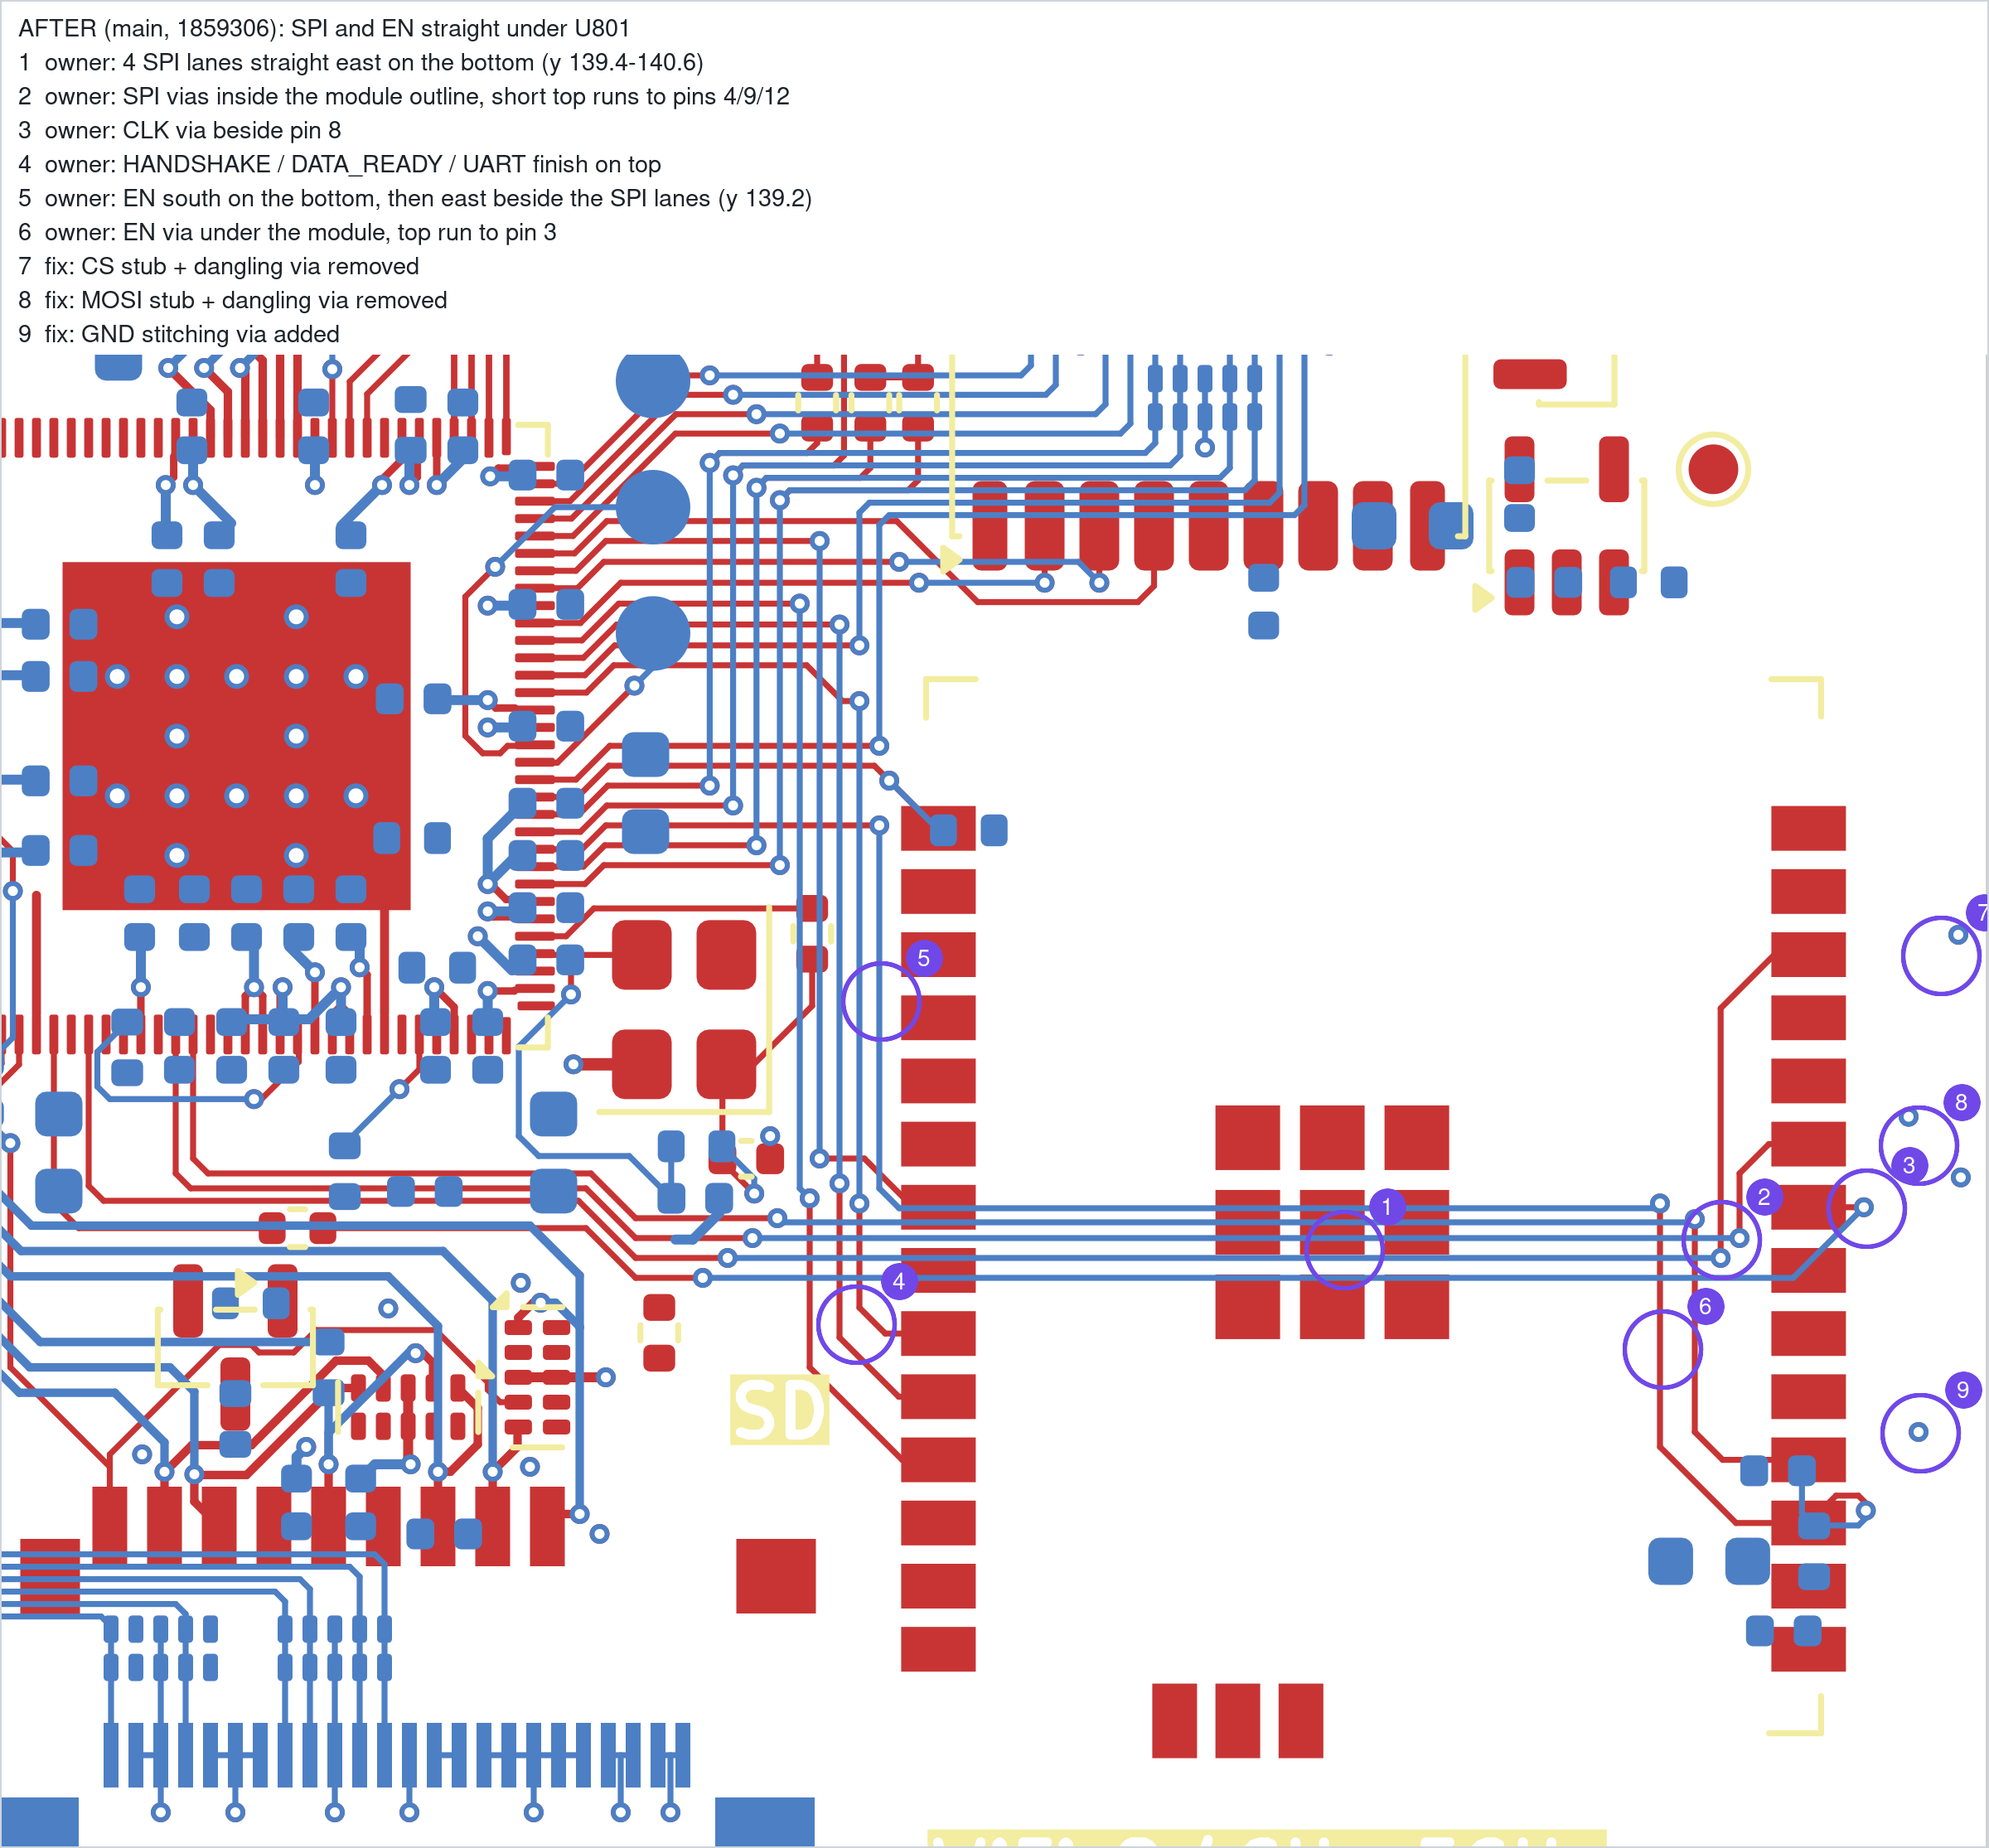 AFTER (main, 1859306): SPI and EN straight under U801
1 owner: 4 SPI lanes straight east on the bottom (y 139.4-140.6)
2 owner: SPI vias inside the module outline, short top runs to pins 4/9/12
3 owner: CLK via beside pin 8
4 owner: HANDSHAKE / DATA_READY / UART finish on top
5 owner: EN south on the bottom, then east beside the SPI lanes (y 139.2)
6 owner: EN via under the module, top run to pin 3
7 fix: CS stub + dangling via removed
8 fix: MOSI stub + dangling via removed
9 fix: GND stitching via added
7
5
8
3
2
1
4
6
9
SD